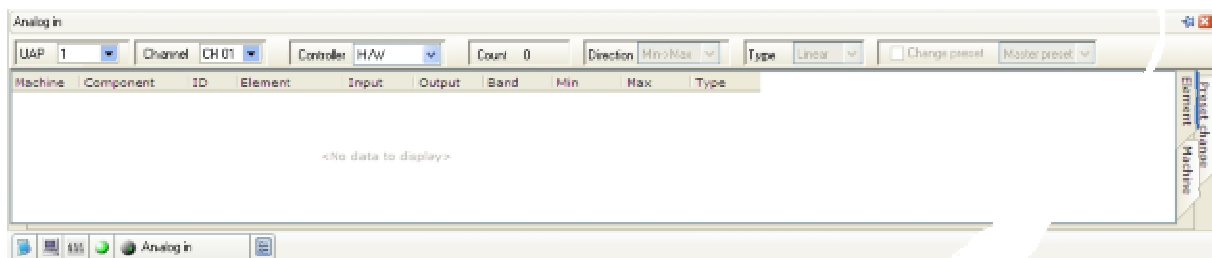 Analog in
UAP 1 Channel CH 01 Controller H/W Count 0 Direction Min->Max Type Linear Change preset Master preset
Machine Component ID Element Input Output Band Min Max Type
<No data to display>
Element Machine
Preset change
Analog in